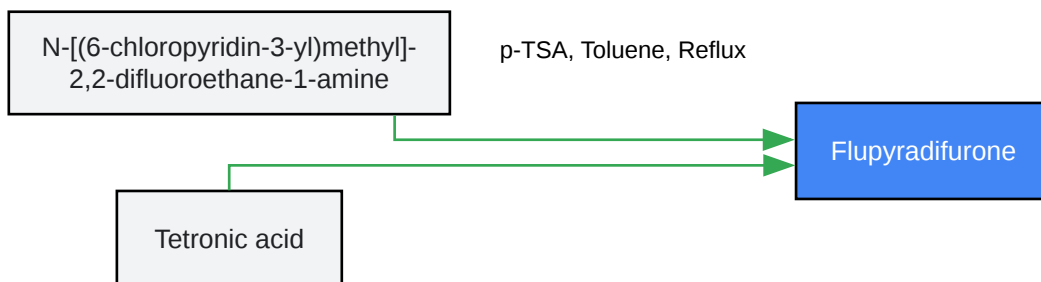 N-[(6-chloropyridin-3-yl)methyl]-
2,2-difluoroethane-1-amine
p-TSA, Toluene, Reflux
Flupyradifurone
Tetronic acid